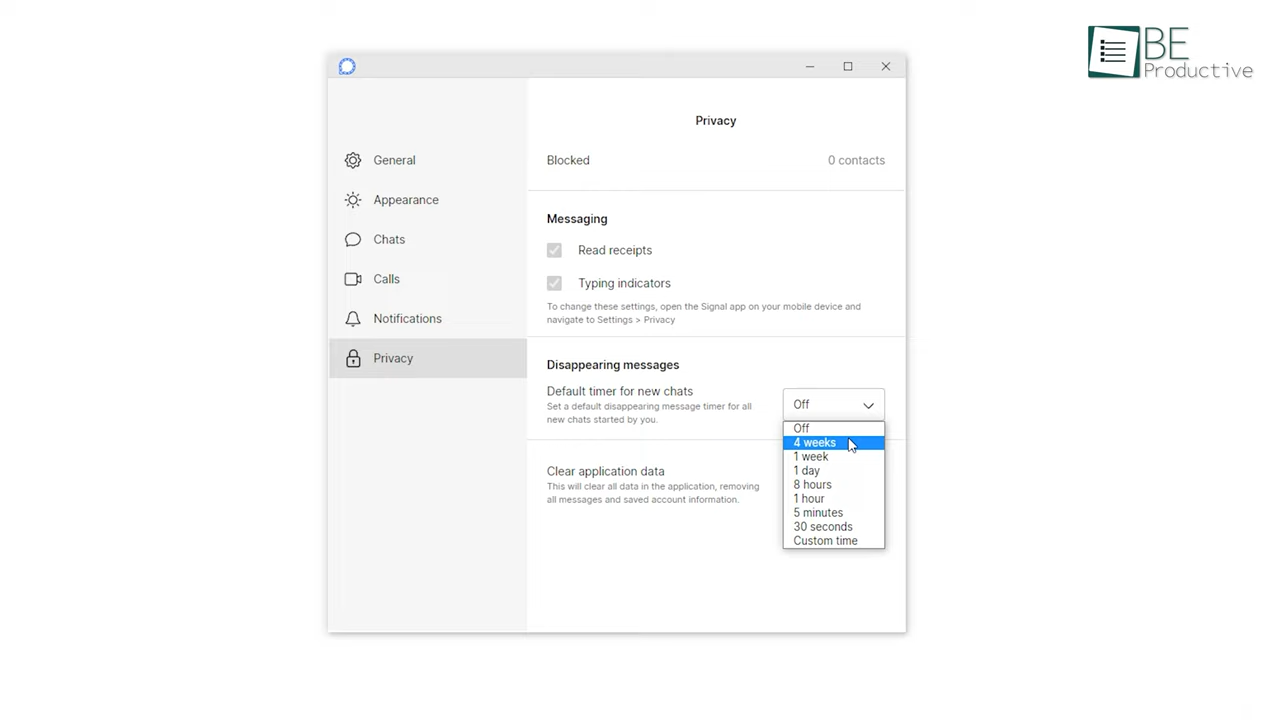 BE
Productive
Privacy
General
Appearance
Chats
Calls
Notifications
Privacy
Blocked
0 contacts
Messaging
Read receipts
Typing indicators
To change these settings, open the Signal app on your mobile device and
navigate to Settings > Privacy
Disappearing messages
Default timer for new chats
Set a default disappearing message timer for all
new chats started by you.
Off
Off
4 weeks
1 week
1 day
8 hours
1 hour
5 minutes
30 seconds
Custom time
Clear application data
This will clear all data in the application, removing
all messages and saved account information.